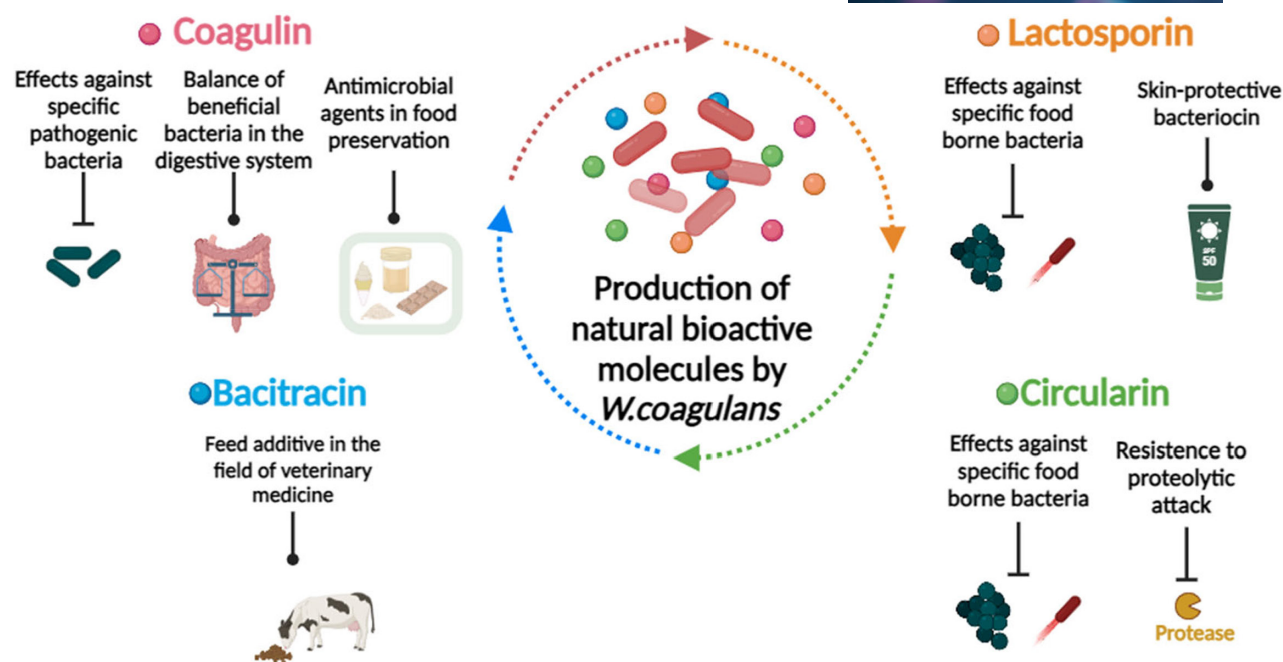 Coagulin
Effects against
specific
pathogenic
bacteria
Balance of
beneficial
bacteria in the
digestive system
Antimicrobial
agents in food
preservation
Lactosporin
Effects against
specific food
borne bacteria
Skin-protective
bacteriocin
SPF
50
Production of
natural bioactive
molecules by
W.coagulans
Bacitracin
Feed additive in the
field of veterinary
medicine
Circularin
Effects against
specific food
borne bacteria
Resistence to
proteolytic
attack
Protease